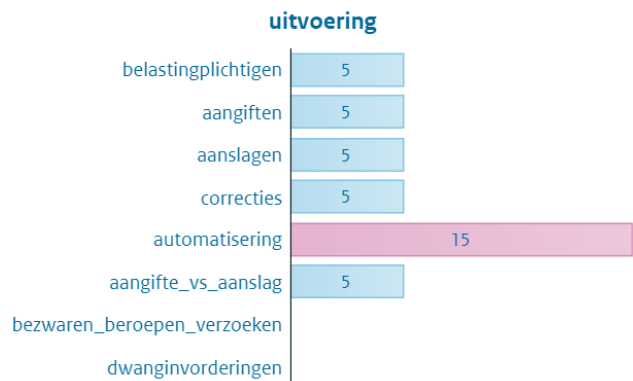 uitvoering
belastingplichtigen 5
aangiften 5
aanslagen 5
correcties 5
automatisering 15
aangifte_vs_aanslag 5
bezwaren_beroepen_verzoeken
dwanginvorderingen